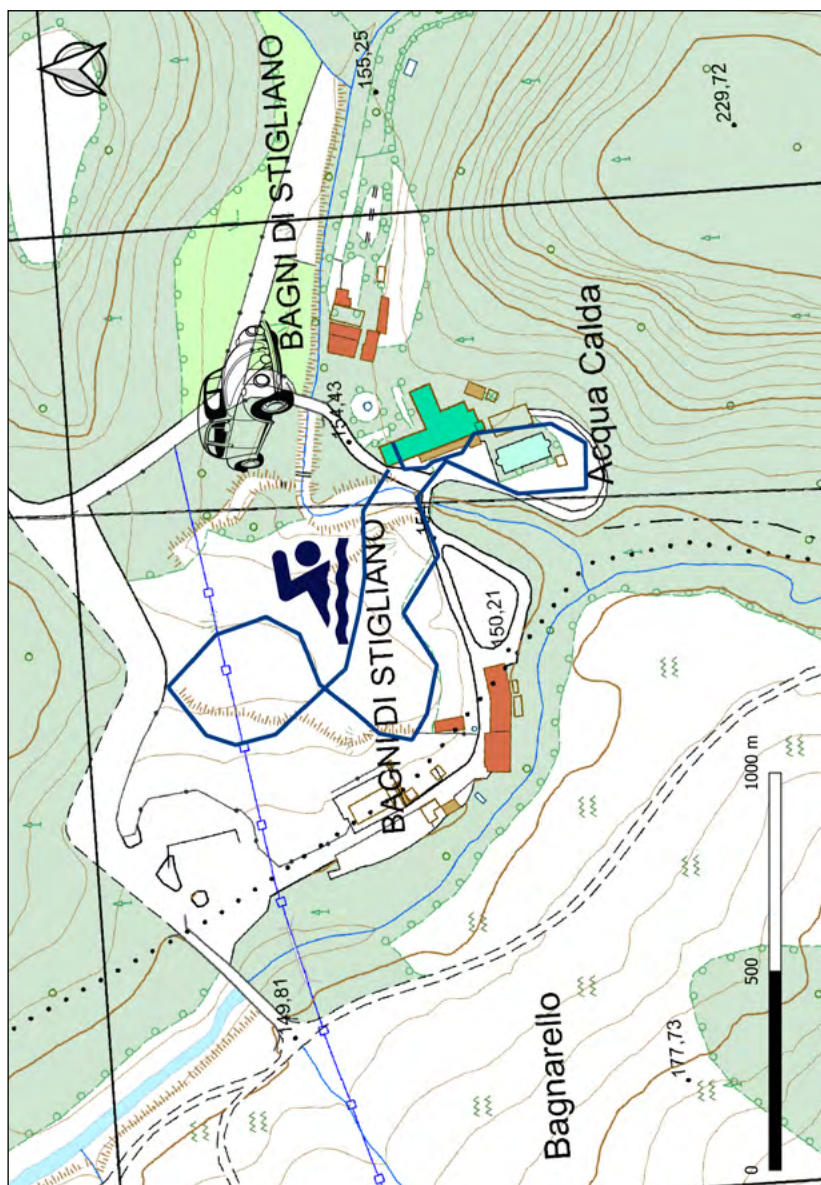 BAGNI DI STIGLIANO
155,25
229,72
154,43
Acqua Calda
BAGNI DI STIGLIANO
150,21
149,81
Bagnarello
177,73
0
500
1000 m